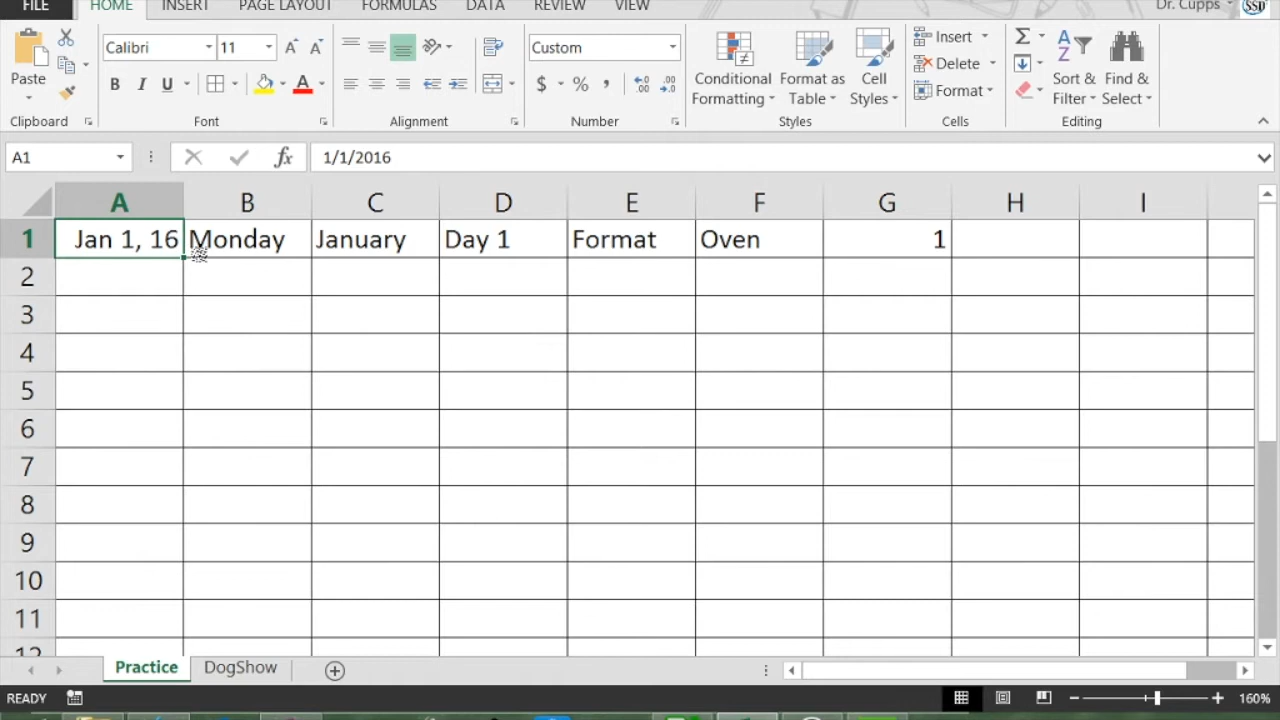 FILE HOME INSERT PAGE LAYOUT FORMULAS DATA REVIEW VIEW Dr. Cupps SSD
Calibri 11 Custom Insert
Paste B I U $ % , Conditional Formatting Format as Table Cell Styles Delete Sort & Filter Find & Select
Format
Clipboard Font Alignment Number Styles Cells Editing
A1 fx 1/1/2016
A B C D E F G H I
1 Jan 1, 16 Monday January Day 1 Format Oven 1
2
3
4
5
6
7
8
9
10
11
12
Practice DogShow
READY 160%